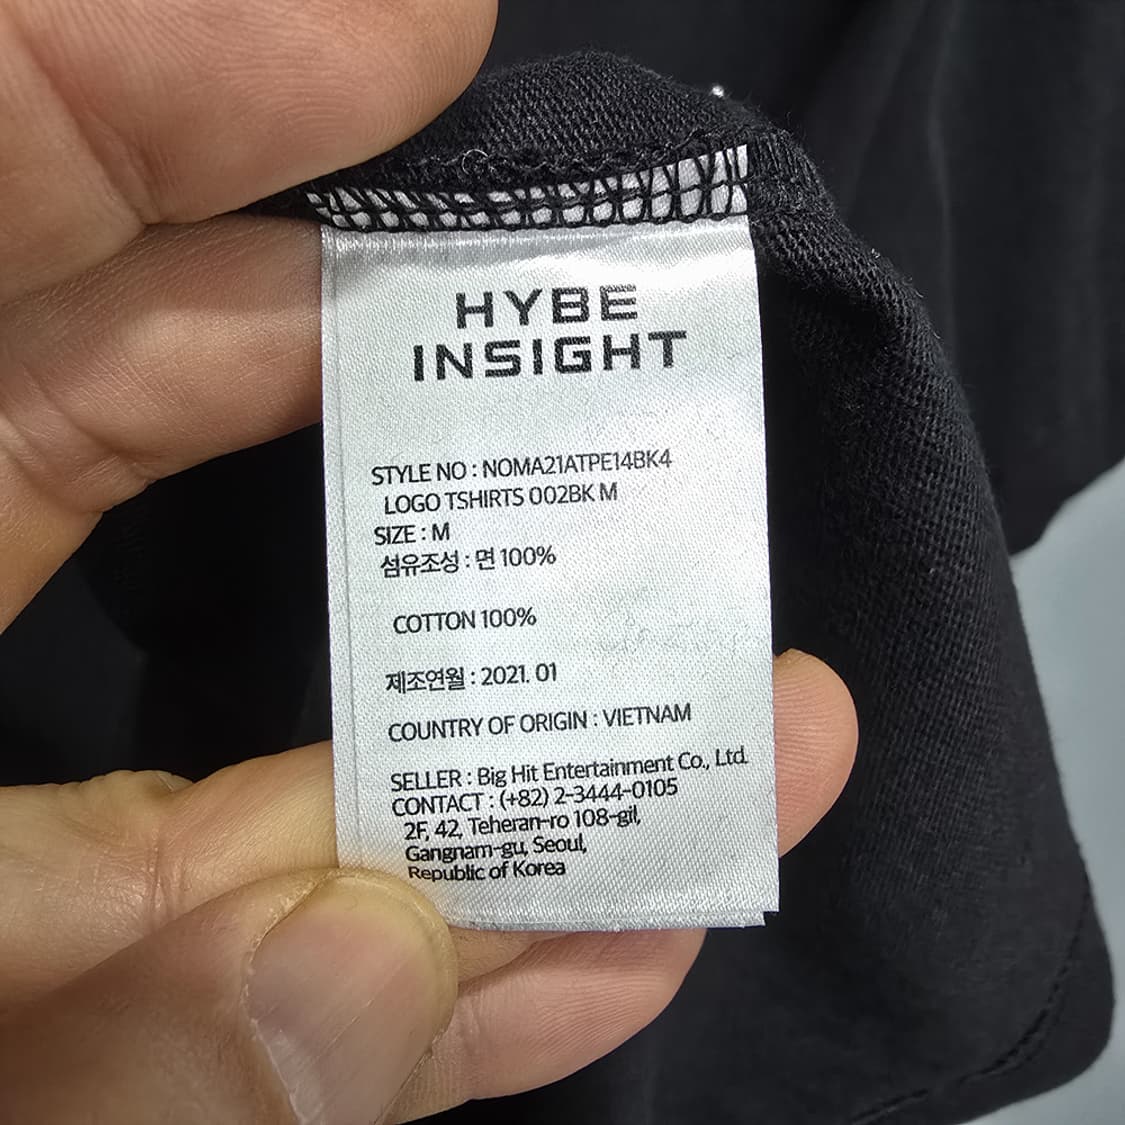 HYBE
INSIGHT
STYLE NO : NOMA21ATPE14BK4
LOGO TSHIRTS 002BK M
SIZE : M
섬유조성 : 면 100%
COTTON 100%
제조연월 : 2021. 01
COUNTRY OF ORIGIN : VIETNAM
SELLER : Big Hit Entertainment Co., Ltd.
CONTACT : (+82) 2-3444-0105
2F, 42, Teheran-ro 108-gil,
Gangnam-gu, Seoul,
Republic of Korea